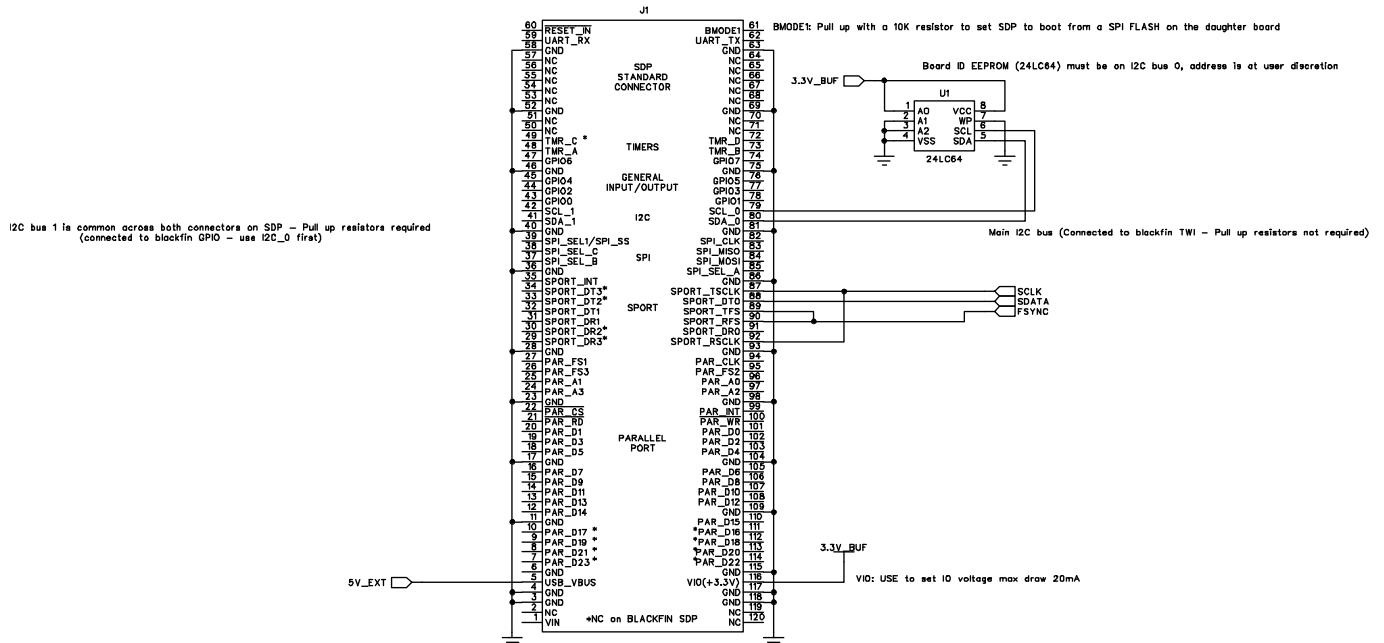 J1
60 RESET_IN BMODE1 61
59 UART_RX UART_TX 62
58 GND GND 63
57 NC NC 64
56 NC NC 65
55 NC NC 66
54 NC NC 67
53 NC NC 68
52 GND GND 69
51 NC NC 70
50 NC NC 71
49 TMR_C * TMR_D 72
48 TMR_A TMR_B 73
47 GPIO6 GPIO7 74
46 GND GND 75
45 GPIO4 GPIO5 76
44 GPIO2 GPIO3 77
43 GPIO0 GPIO1 78
42 SCL_1 SCL_0 79
41 SDA_1 SDA_0 80
40 GND GND 81
39 SPI_SEL1/SPI_SS SPI_CLK 82
38 SPI_SEL_C SPI_MISO 83
37 SPI_SEL_B SPI_MOSI 84
36 GND SPI_SEL_A 85
35 SPORT_INT GND 86
34 SPORT_DT3* SPORT_TSCLK 87
33 SPORT_DT2* SPORT_DT0 88
32 SPORT_DT1 SPORT_TFS 89
31 SPORT_DR1 SPORT_RFS 90
30 SPORT_DR2* SPORT_DR0 91
29 SPORT_DR3* SPORT_RSCLK 92
28 GND GND 93
27 PAR_FS1 PAR_CLK 94
26 PAR_FS3 PAR_FS2 95
25 PAR_A1 PAR_A0 96
24 PAR_A3 PAR_A2 97
23 GND GND 98
22 PAR_CS PAR_INT 99
21 PAR_RD PAR_WR 100
20 PAR_D1 PAR_D0 101
19 PAR_D3 PAR_D2 102
18 PAR_D5 PAR_D4 103
17 GND GND 104
16 PAR_D7 PAR_D6 105
15 PAR_D9 PAR_D8 106
14 PAR_D11 PAR_D10 107
13 PAR_D13 PAR_D12 108
12 PAR_D14 GND 109
11 GND PAR_D15 110
10 PAR_D17 * *PAR_D16 111
9 PAR_D19 * *PAR_D18 112
8 PAR_D21 * *PAR_D20 113
7 PAR_D23 * *PAR_D22 114
6 GND GND 115
5 USB_VBUS VIO(+3.3V) 116
4 GND GND 117
3 GND GND 118
2 NC NC 119
1 VIN NC 120
SDP
STANDARD
CONNECTOR
TIMERS
GENERAL
INPUT/OUTPUT
I2C
SPI
SPORT
PARALLEL
PORT
*NC on BLACKFIN SDP
BMODE1: Pull up with a 10K resistor to set SDP to boot from a SPI FLASH on the daughter board
Board ID EEPROM (24LC64) must be on I2C bus 0, address is at user discretion
3.3V_BUF
U1
1 A0 VCC 8
2 A1 WP 7
3 A2 SCL 6
4 VSS SDA 5
24LC64
I2C bus 1 is common across both connectors on SDP – Pull up resistors required
(connected to blackfin GPIO – use I2C_0 first)
Main I2C bus (Connected to blackfin TWI – Pull up resistors not required)
SCLK
SDATA
FSYNC
3.3V_BUF
VIO: USE to set IO voltage max draw 20mA
5V_EXT